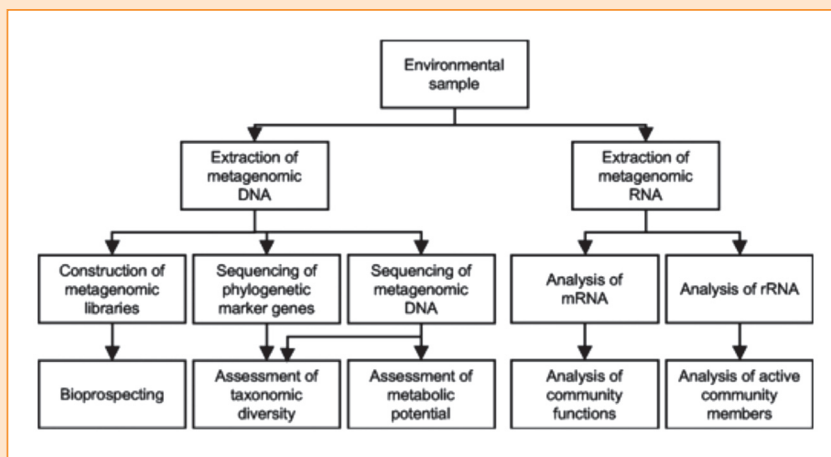 Environmental
sample
Extraction of
metagenomic
DNA
Extraction of
metagenomic
RNA
Construction of
metagenomic
libraries
Sequencing of
phylogenetic
marker genes
Sequencing of
metagenomic
DNA
Analysis of
mRNA
Analysis of rRNA
Bioprospecting
Assessment of
taxonomic
diversity
Assessment of
metabolic
potential
Analysis of
community
functions
Analysis of active
community
members